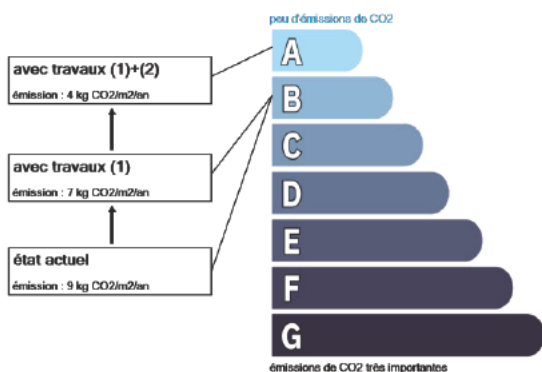 peu d'émissions de CO2
A
avec travaux (1)+(2)
émission : 4 kg CO2/m2/an
B
C
avec travaux (1)
émission : 7 kg CO2/m2/an
D
E
état actuel
émission : 9 kg CO2/m2/an
F
G
émissions de CO2 très importantes